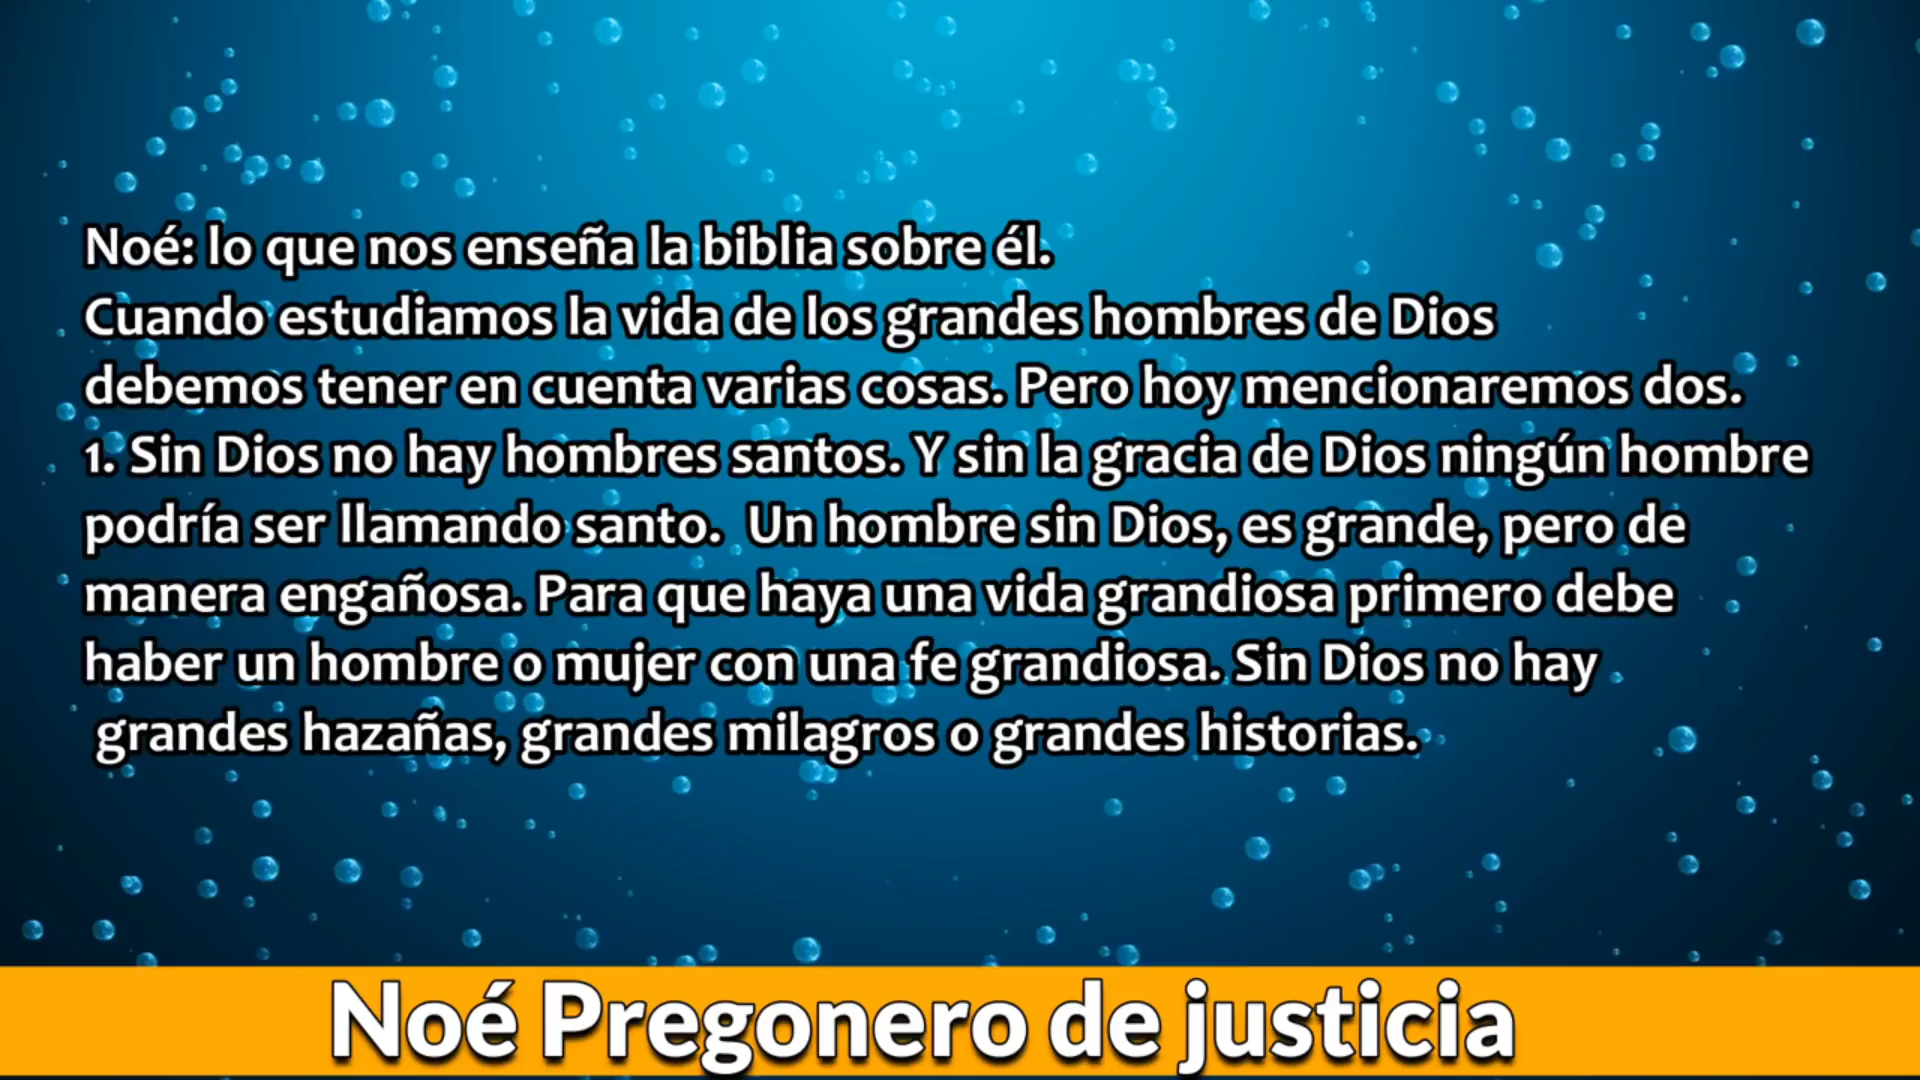 Noé: lo que nos enseña la biblia sobre él.
Cuando estudiamos la vida de los grandes hombres de Dios
debemos tener en cuenta varias cosas. Pero hoy mencionaremos dos.
1. Sin Dios no hay hombres santos. Y sin la gracia de Dios ningún hombre
podría ser llamando santo. Un hombre sin Dios, es grande, pero de
manera engañosa. Para que haya una vida grandiosa primero debe
haber un hombre o mujer con una fe grandiosa. Sin Dios no hay
grandes hazañas, grandes milagros o grandes historias.
Noé Pregonero de justicia